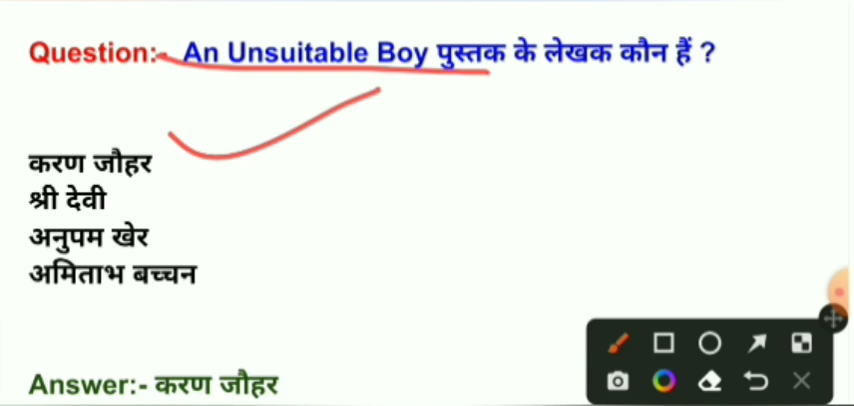 Question:- An Unsuitable Boy पुस्तक के लेखक कौन हैं ?
करण जौहर
श्री देवी
अनुपम खेर
अमिताभ बच्चन
Answer:- करण जौहर